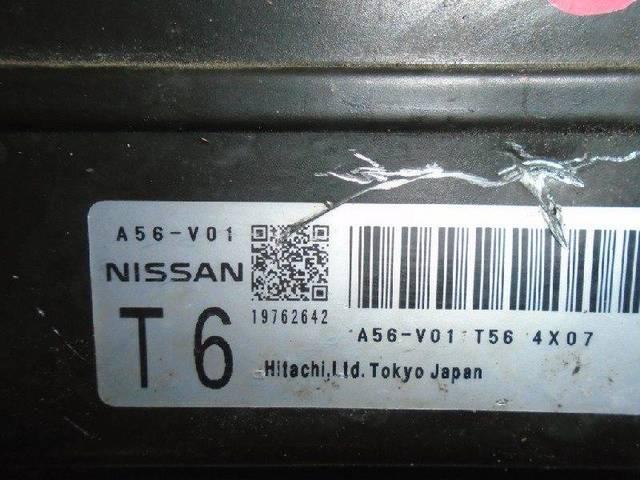 A56-V01
NISSAN
T6
19762642
A56-V01 T56 4X07
Hitachi,Ltd.Tokyo Japan